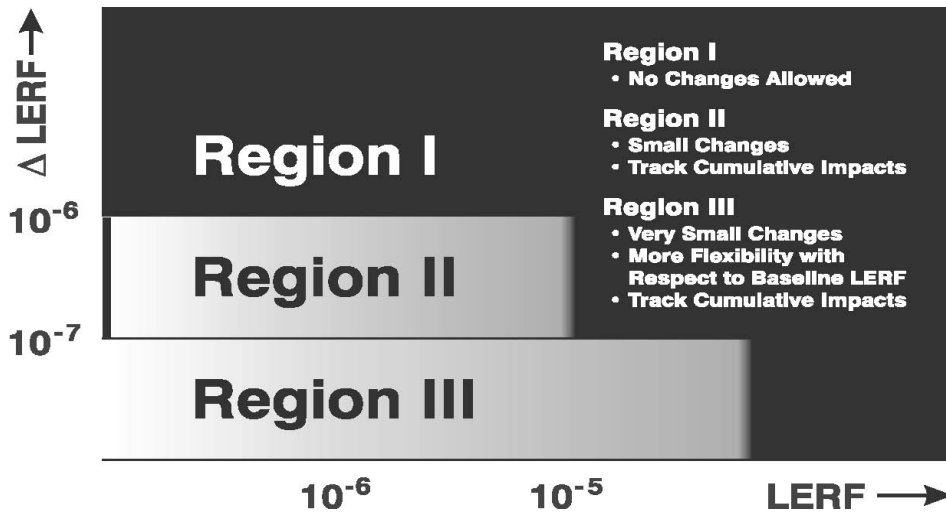 Δ LERF→
Region I
• No Changes Allowed
Region II
• Small Changes
• Track Cumulative Impacts
Region III
• Very Small Changes
• More Flexibility with
Respect to Baseline LERF
• Track Cumulative Impacts
Region I
10⁻⁶
Region II
10⁻⁷
Region III
10⁻⁶ 10⁻⁵ LERF →